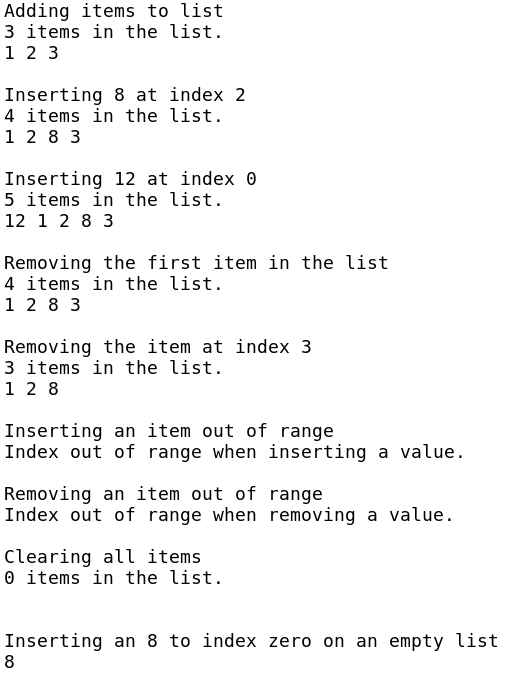 Adding items to list
3 items in the list.
1 2 3

Inserting 8 at index 2
4 items in the list.
1 2 8 3

Inserting 12 at index 0
5 items in the list.
12 1 2 8 3

Removing the first item in the list
4 items in the list.
1 2 8 3

Removing the item at index 3
3 items in the list.
1 2 8

Inserting an item out of range
Index out of range when inserting a value.

Removing an item out of range
Index out of range when removing a value.

Clearing all items
0 items in the list.


Inserting an 8 to index zero on an empty list
8